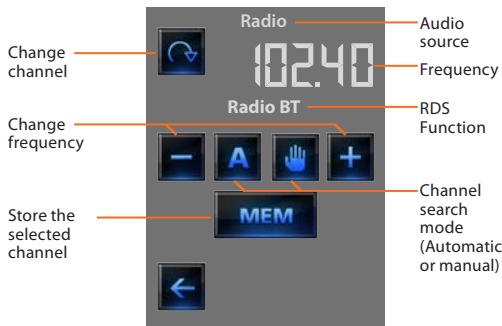 Radio
Audio
source
Change
channel
102.40
Frequency
Radio BT
RDS
Function
Change
frequency
A
MEM
Channel
search
mode
(Automatic
or manual)
Store the
selected
channel